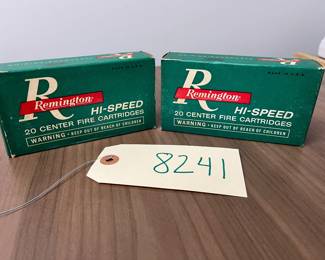 R
Remington
HI-SPEED
20 CENTER FIRE CARTRIDGES
WARNING - KEEP OUT OF REACH OF CHILDREN
R
Remington
HI-SPEED
20 CENTER FIRE CARTRIDGES
WARNING - KEEP OUT OF REACH OF CHILDREN
8241